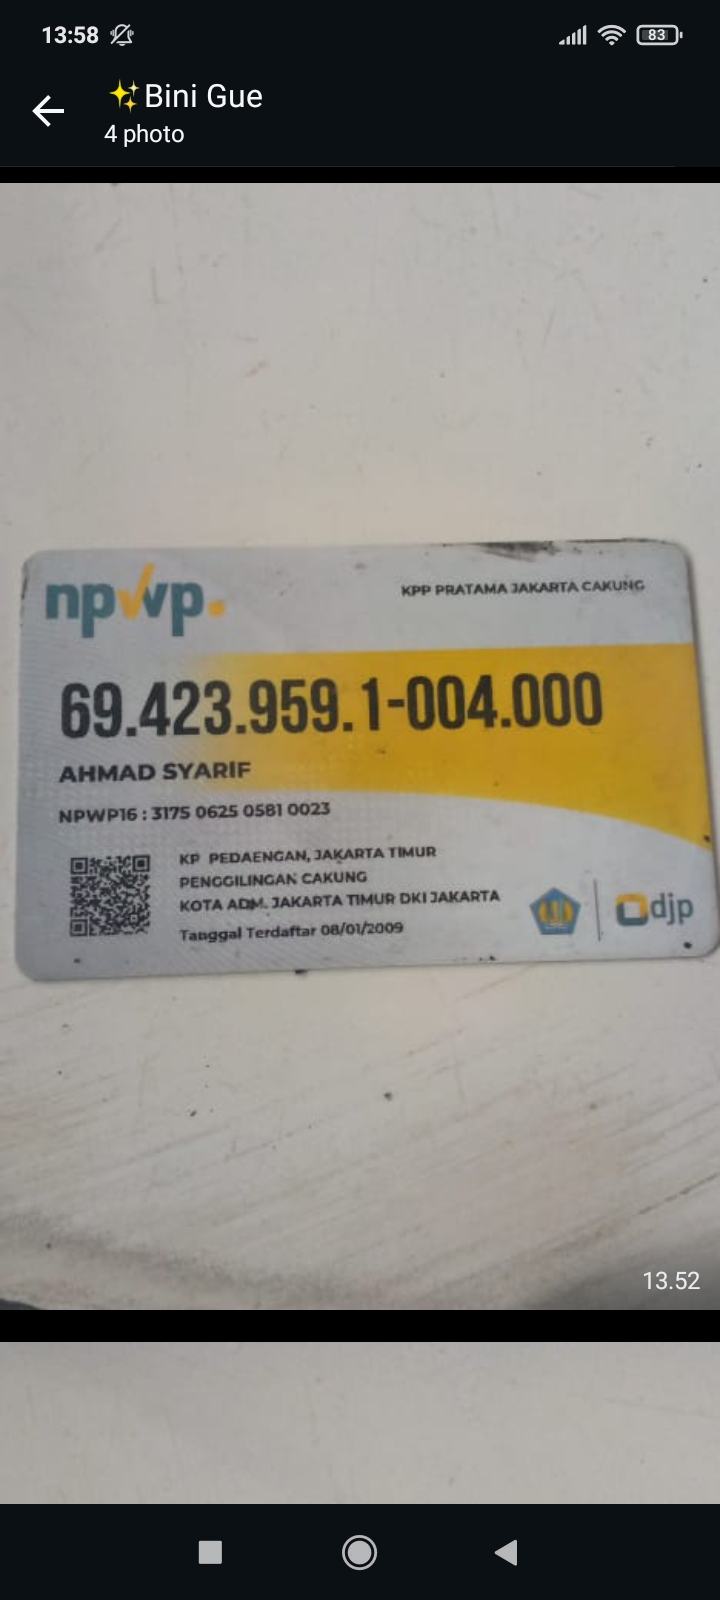 13:58
83
✨Bini Gue
4 photo
npwp.
KPP PRATAMA JAKARTA CAKUNG
69.423.959.1-004.000
AHMAD SYARIF
NPWP16 : 3175 0625 0581 0023
KP PEDAENGAN, JAKARTA TIMUR
PENGGILINGAN CAKUNG
KOTA ADM. JAKARTA TIMUR DKI JAKARTA
Tanggal Terdaftar 08/01/2009
djp
13.52